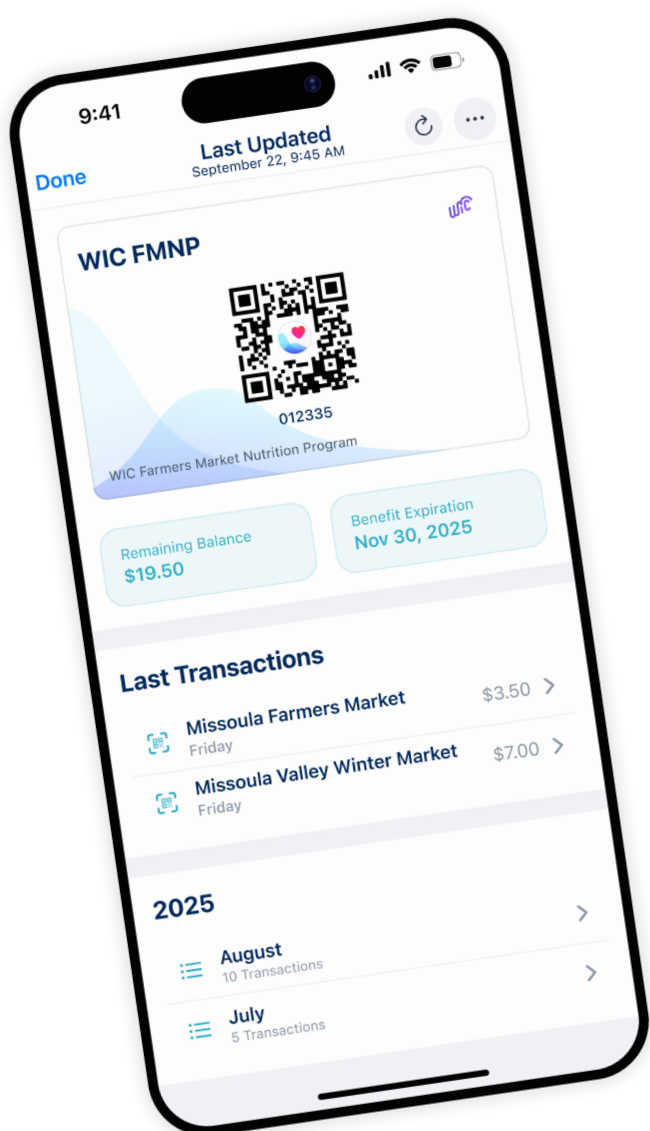 9:41
Done
Last Updated
September 22, 9:45 AM
WIC FMNP
wic
012335
WIC Farmers Market Nutrition Program
Remaining Balance
$19.50
Benefit Expiration
Nov 30, 2025
Last Transactions
Missoula Farmers Market
$3.50
Friday
Missoula Valley Winter Market
$7.00
Friday
2025
August
10 Transactions
July
5 Transactions